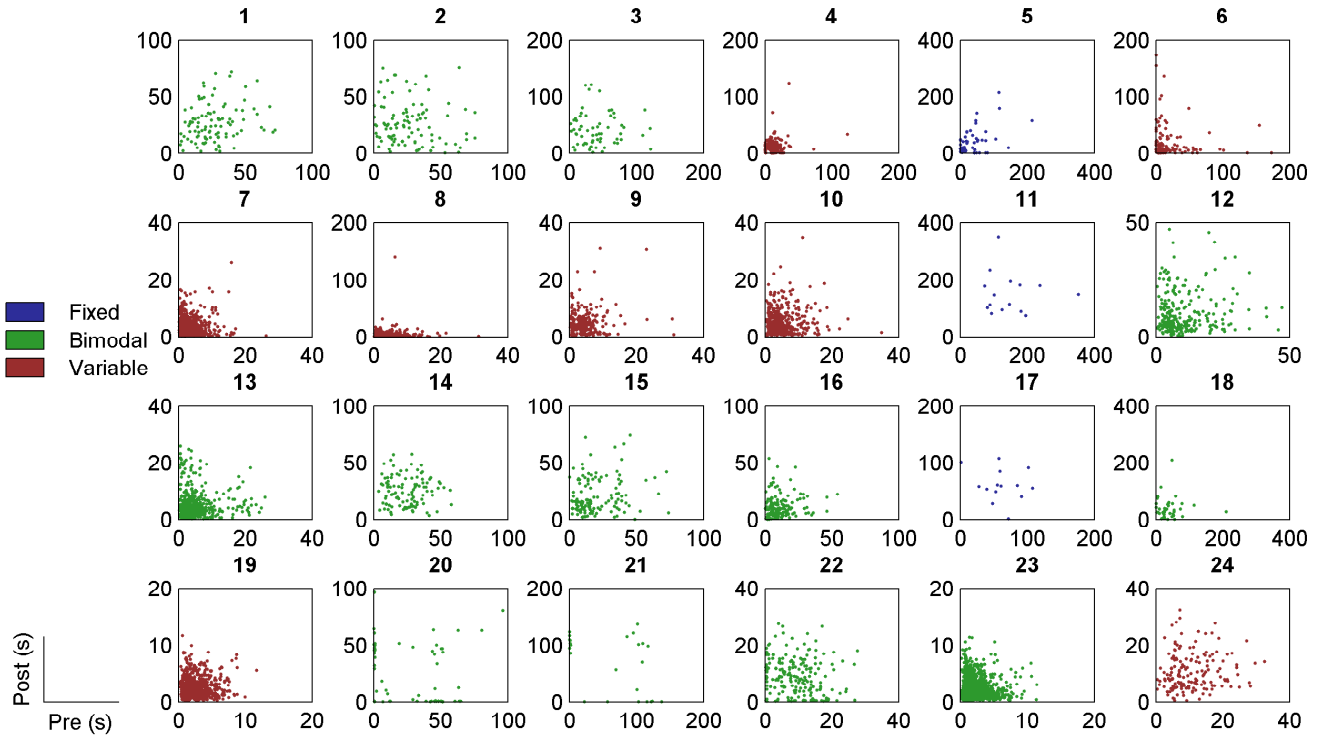 1 2 3 4 5 6
100 100 200 200 400 200
50 50 100 100 200 100
0 0 0 0 0 0
0 50 100 0 50 100 0 100 200 0 100 200 0 200 400 0 100 200
7 8 9 10 11 12
40 200 40 40 400 50
20 100 20 20 200
0 0 0 0 0 0
0 20 40 0 20 40 0 20 40 0 20 40 0 200 400 0 50
Fixed
Bimodal
Variable
13 14 15 16 17 18
40 100 100 100 200 400
20 50 50 50 100 200
0 0 0 0 0 0
0 20 40 0 50 100 0 50 100 0 50 100 0 100 200 0 200 400
19 20 21 22 23 24
20 100 200 40 20 40
10 50 100 20 10 20
0 0 0 0 0 0
0 10 20 0 50 100 0 100 200 0 20 40 0 10 20 0 20 40
Post (s)
Pre (s)